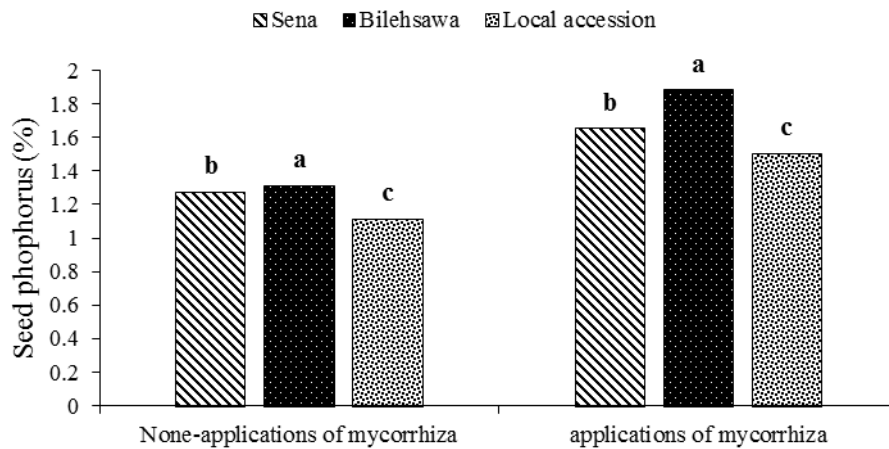 Sena Bilehsawa Local accession
Seed phophorus (%)
2
1.8
1.6
1.4
1.2
1
0.8
0.6
0.4
0.2
0
b a c
b a c
None-applications of mycorrhiza applications of mycorrhiza